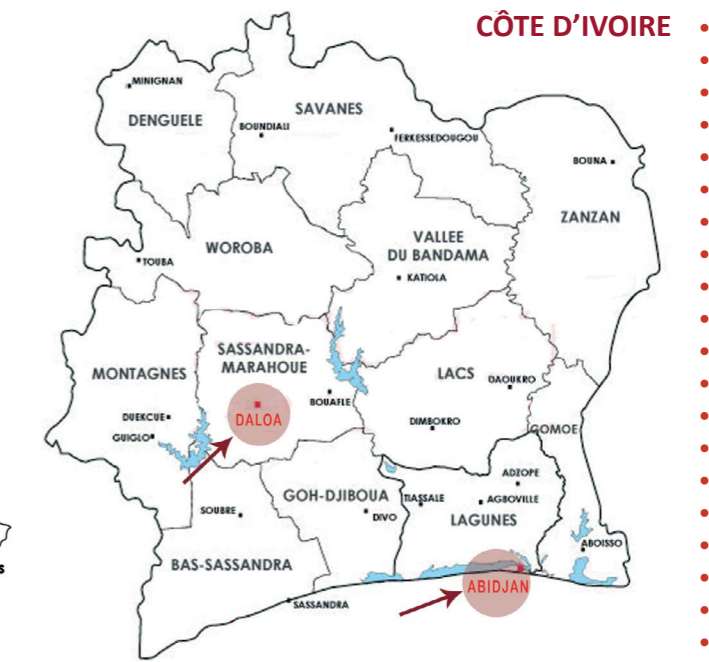 CÔTE D'IVOIRE
MINIGNAN
DENGUELE
SAVANES
BOUNDIALI
FERKESSEDOUGOU
BOUNA
ZANZAN
WOROBA
TOUBA
VALLEE
DU BANDAMA
KATIOLA
MONTAGNES
SASSANDRA-
MARAHOUE
LACS
DAOUKRO
BOUAFLE
DALOA
DUEKCUE
GUIGLO
DIMBOKRO
GOMOE
ADZOPE
GOH-DJIBOUA
TIASSALE
AGBOVILLE
SOUBRE
DIVO
LAGUNES
ABOISSO
BAS-SASSANDRA
ABIDJAN
SASSANDRA
s